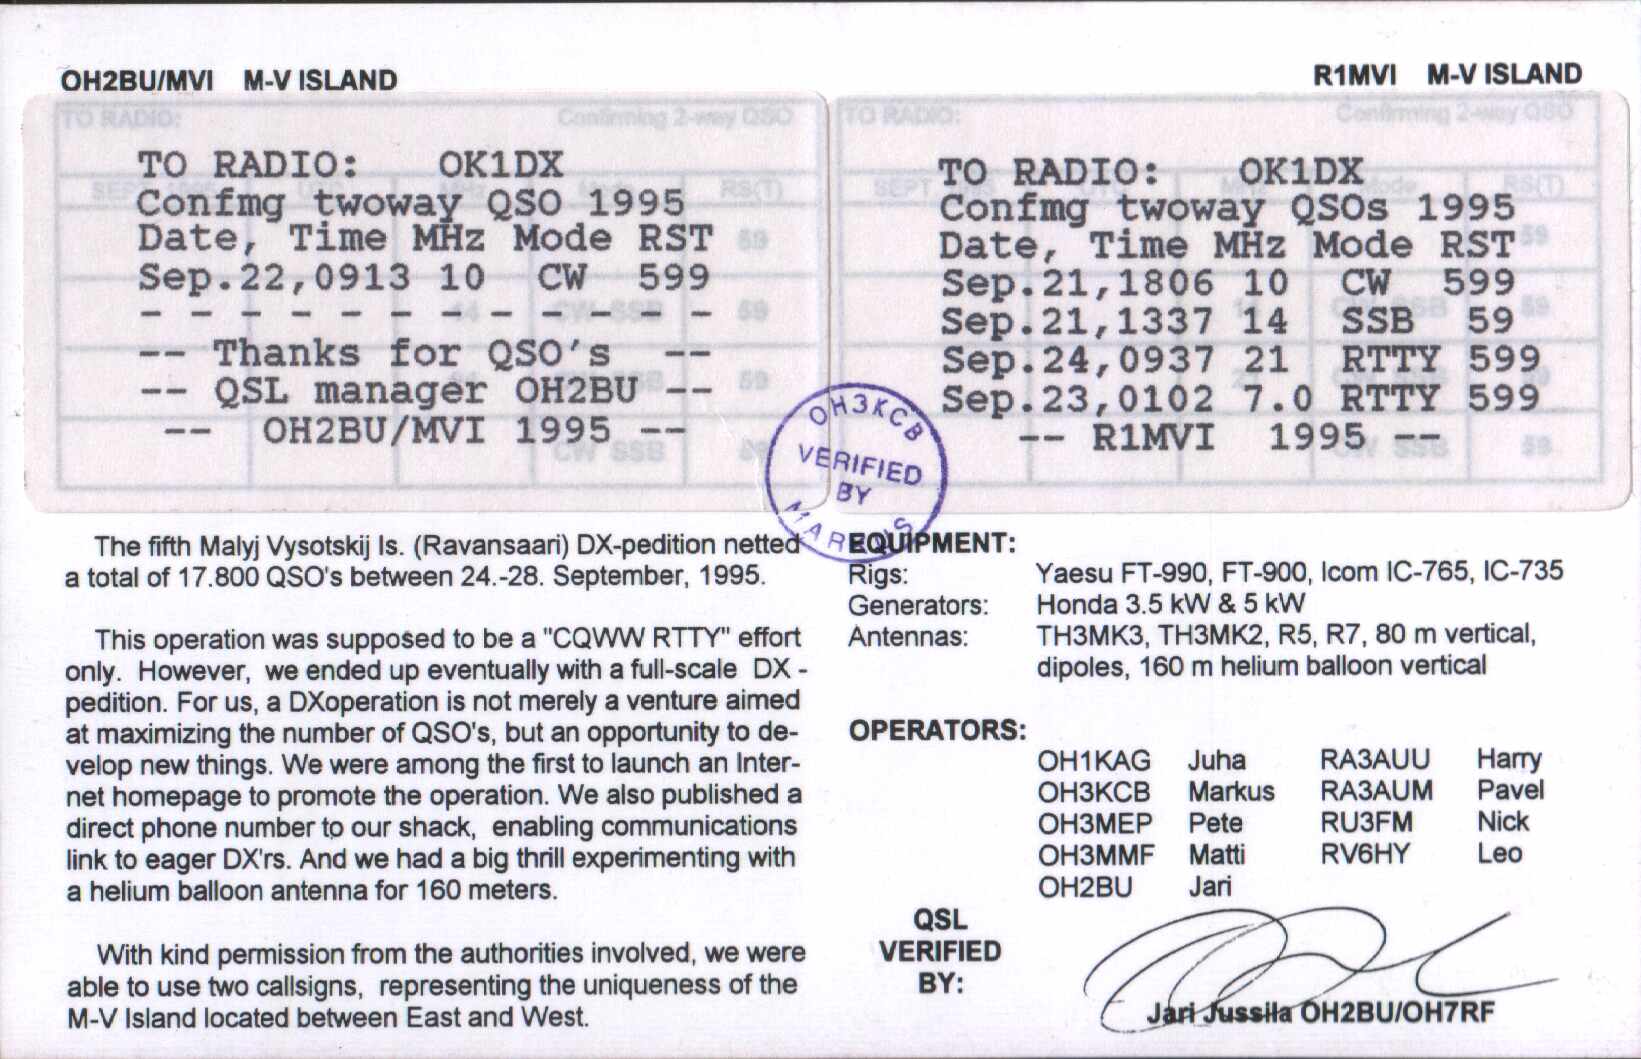 OH2BU/MVI M-V ISLAND
TO RADIO: Confirming 2-way QSO
TO RADIO: OK1DX
Confmg twoway QSO 1995
Date, Time MHz Mode RST
Sep.22,0913 10 CW 599
- - - - - - - - - - -
-- Thanks for QSO's --
-- QSL manager OH2BU --
-- OH2BU/MVI 1995 --
R1MVI M-V ISLAND
TO RADIO: Confirming 2-way QSO
TO RADIO: OK1DX
Confmg twoway QSOs 1995
Date, Time MHz Mode RST
Sep.21,1806 10 CW 599
Sep.21,1337 14 SSB 59
Sep.24,0937 21 RTTY 599
Sep.23,0102 7.0 RTTY 599
-- R1MVI 1995 --
OH3KCB
VERIFIED
BY
The fifth Malyj Vysotskij Is. (Ravansaari) DX-pedition netted
a total of 17.800 QSO's between 24.-28. September, 1995.
This operation was supposed to be a "CQWW RTTY" effort
only. However, we ended up eventually with a full-scale DX -
pedition. For us, a DXoperation is not merely a venture aimed
at maximizing the number of QSO's, but an opportunity to de-
velop new things. We were among the first to launch an Inter-
net homepage to promote the operation. We also published a
direct phone number to our shack, enabling communications
link to eager DX'rs. And we had a big thrill experimenting with
a helium balloon antenna for 160 meters.
With kind permission from the authorities involved, we were
able to use two callsigns, representing the uniqueness of the
M-V Island located between East and West.
EQUIPMENT:
Rigs: Yaesu FT-990, FT-900, Icom IC-765, IC-735
Generators: Honda 3.5 kW & 5 kW
Antennas: TH3MK3, TH3MK2, R5, R7, 80 m vertical,
dipoles, 160 m helium balloon vertical
OPERATORS:
OH1KAG Juha RA3AUU Harry
OH3KCB Markus RA3AUM Pavel
OH3MEP Pete RU3FM Nick
OH3MMF Matti RV6HY Leo
OH2BU Jari
QSL
VERIFIED
BY:
Jari Jussila OH2BU/OH7RF